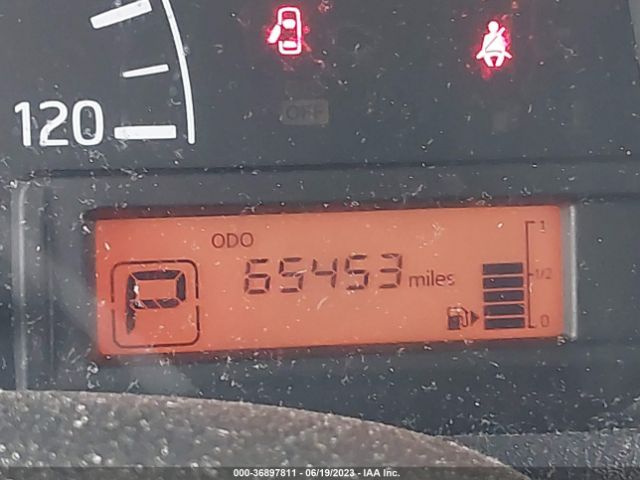 120
OFF
ODO
65453 miles
P
1
1/2
0
000-36897811 - 06/19/2023 - IAA Inc.